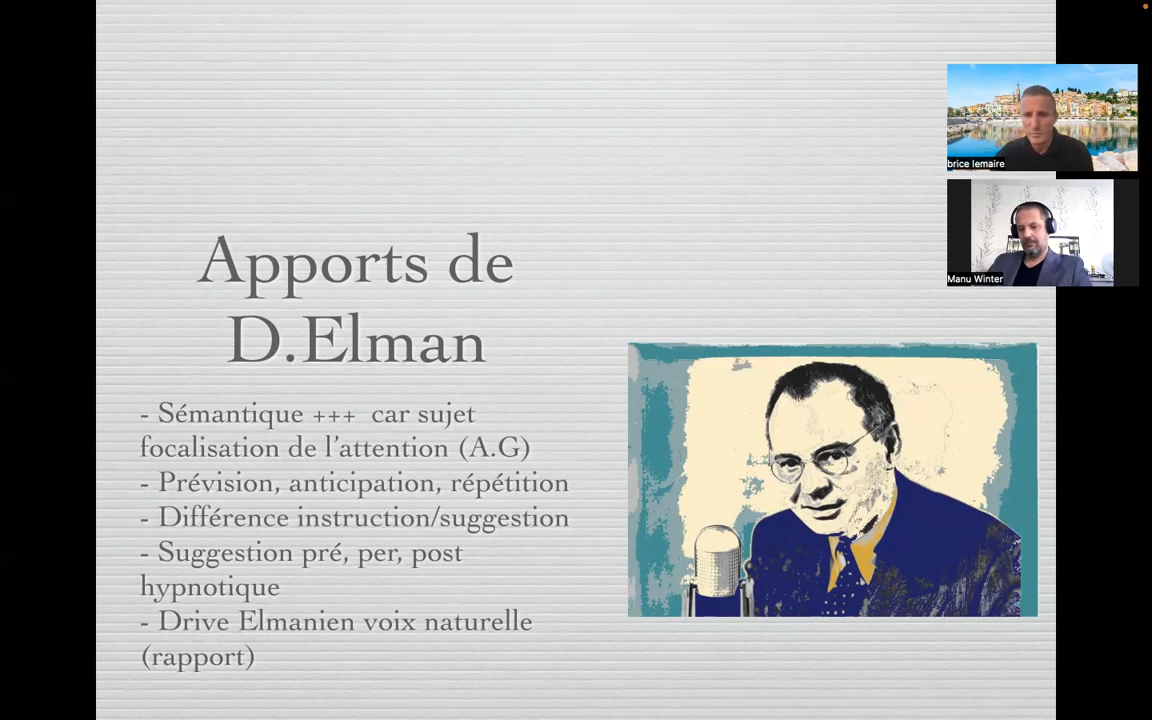 Apports de
D.Elman
- Sémantique +++ car sujet
focalisation de l'attention (A.G)
- Prévision, anticipation, répétition
- Différence instruction/suggestion
- Suggestion pré, per, post
hypnotique
- Drive Elmanien voix naturelle
(rapport)
brice lemaire
Manu Winter